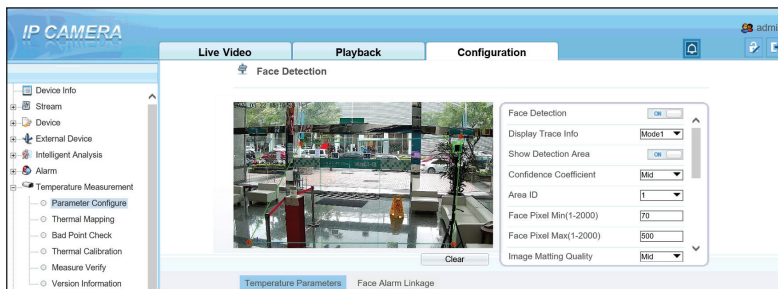 IP CAMERA
admi
Live Video
Playback
Configuration
Face Detection
Device Info
Stream
Device
External Device
Intelligent Analysis
Alarm
Temperature Measurement
Parameter Configure
Thermal Mapping
Bad Point Check
Thermal Calibration
Measure Verify
Version Information
Face Detection ON
Display Trace Info Mode1
Show Detection Area ON
Confidence Coefficient Mid
Area ID 1
Face Pixel Min(1-2000) 70
Face Pixel Max(1-2000) 500
Image Matting Quality Mid
Clear
Temperature Parameters
Face Alarm Linkage